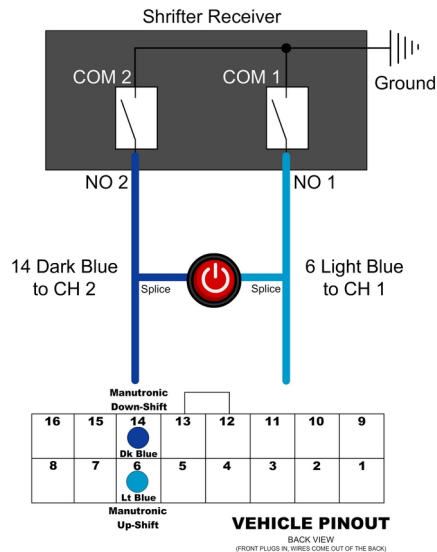 Shrifter Receiver
COM 2
COM 1
Ground
NO 2
NO 1
14 Dark Blue
to CH 2
6 Light Blue
to CH 1
Splice
Splice
Manutronic
Down-Shift
16 15 14 13 12 11 10 9
Dk Blue
8 7 6 5 4 3 2 1
Lt Blue
Manutronic
Up-Shift
VEHICLE PINOUT
BACK VIEW
(FRONT PLUGS IN, WIRES COME OUT OF THE BACK)